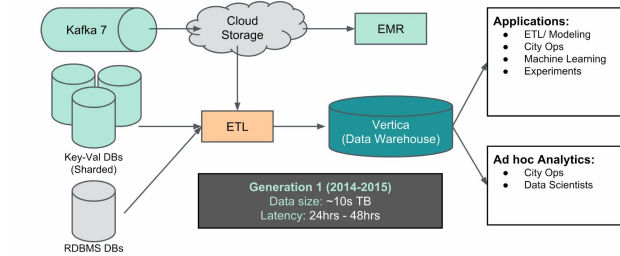 Kafka 7
Cloud
Storage
EMR
Applications:
● ETL/ Modeling
● City Ops
● Machine Learning
● Experiments
Key-Val DBs
(Sharded)
ETL
Vertica
(Data Warehouse)
Ad hoc Analytics:
● City Ops
● Data Scientists
Generation 1 (2014-2015)
Data size: ~10s TB
Latency: 24hrs - 48hrs
RDBMS DBs